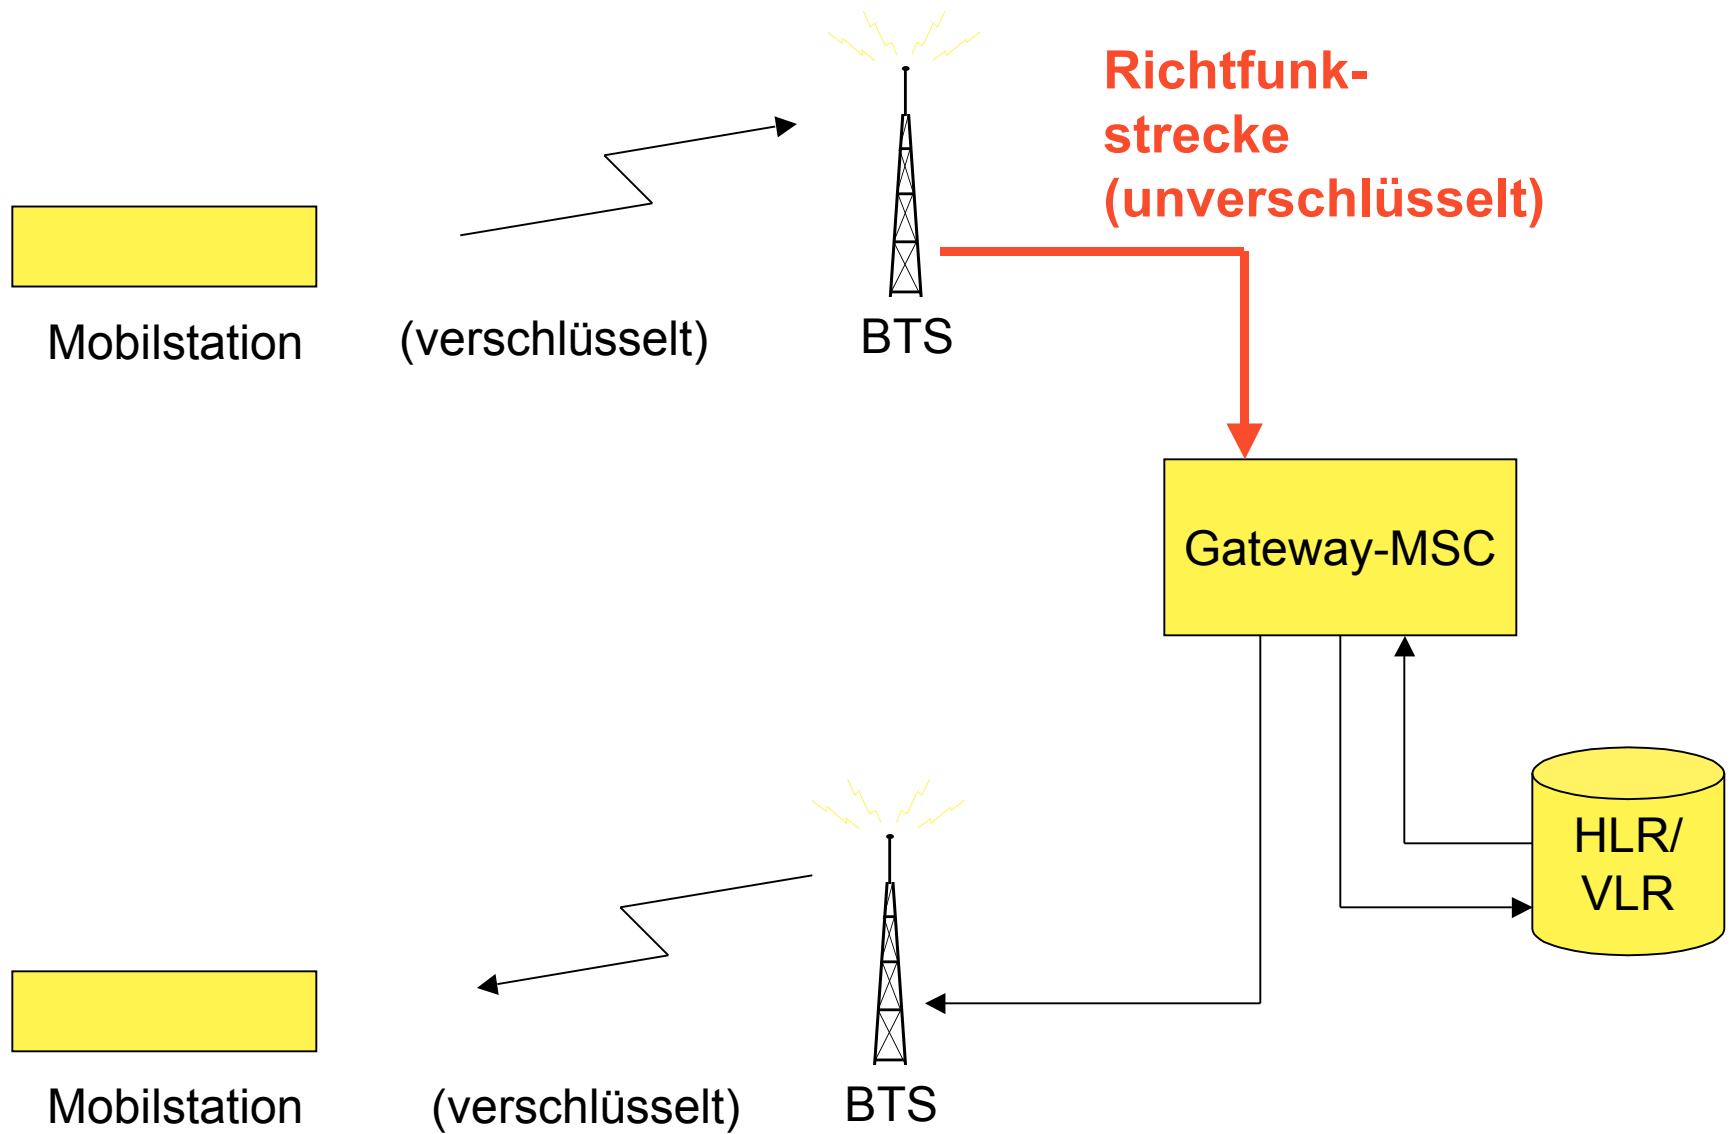 Richtfunk-
strecke
(unverschlüsselt)
Mobilstation
(verschlüsselt)
BTS
Gateway-MSC
HLR/
VLR
Mobilstation
(verschlüsselt)
BTS